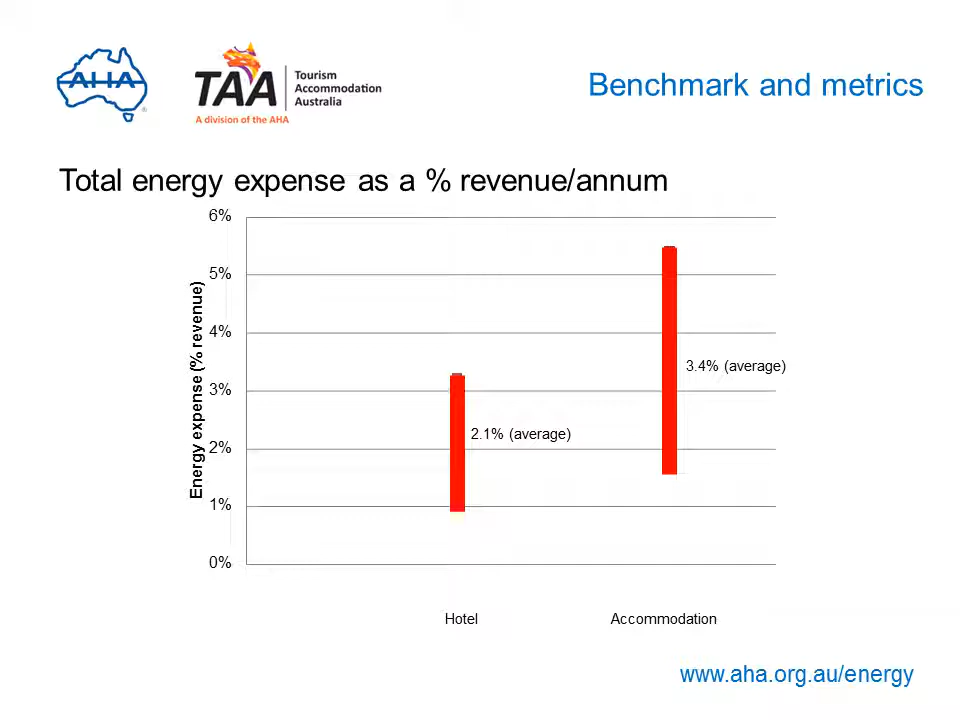 AHA
®
TAA
Tourism
Accommodation
Australia
A division of the AHA
Benchmark and metrics
Total energy expense as a % revenue/annum
Energy expense (% revenue)
6%
5%
4%
3%
2%
1%
0%
3.4% (average)
2.1% (average)
Hotel
Accommodation
www.aha.org.au/energy